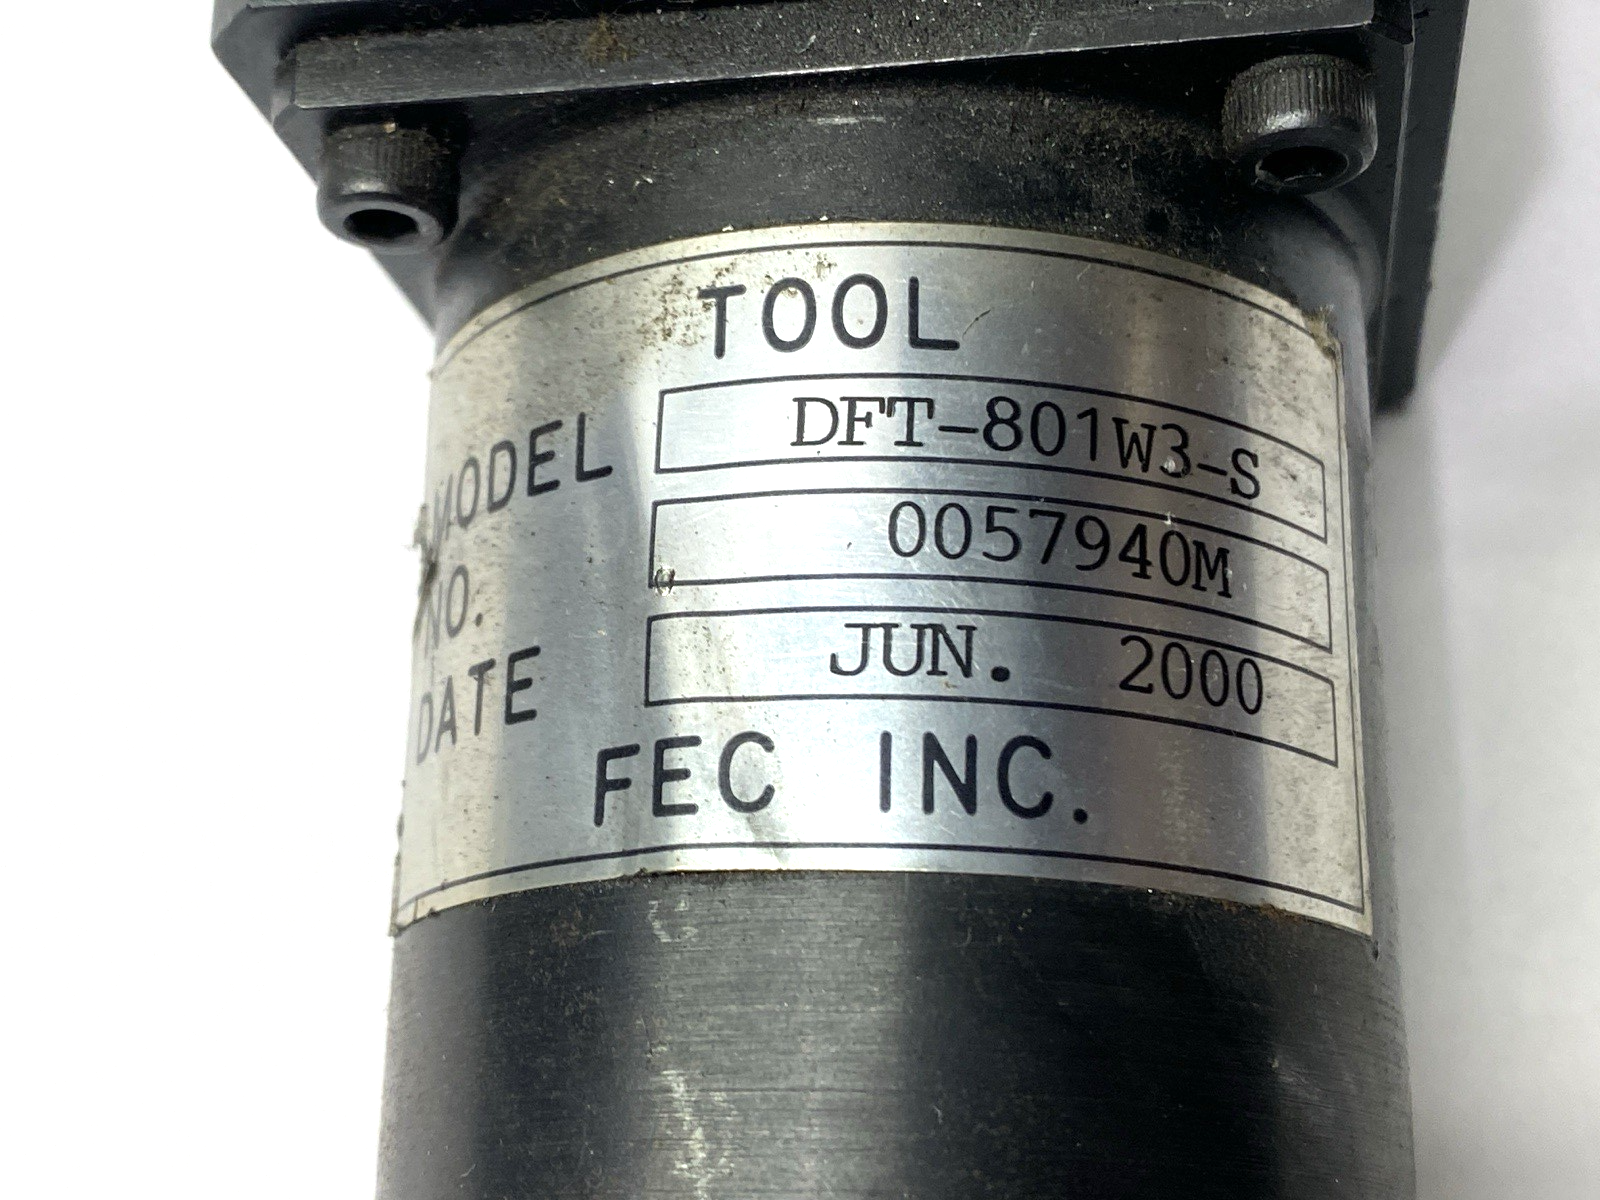 TOOL
MODEL DFT-801W3-S
NO. 0057940M
DATE JUN. 2000
FEC INC.